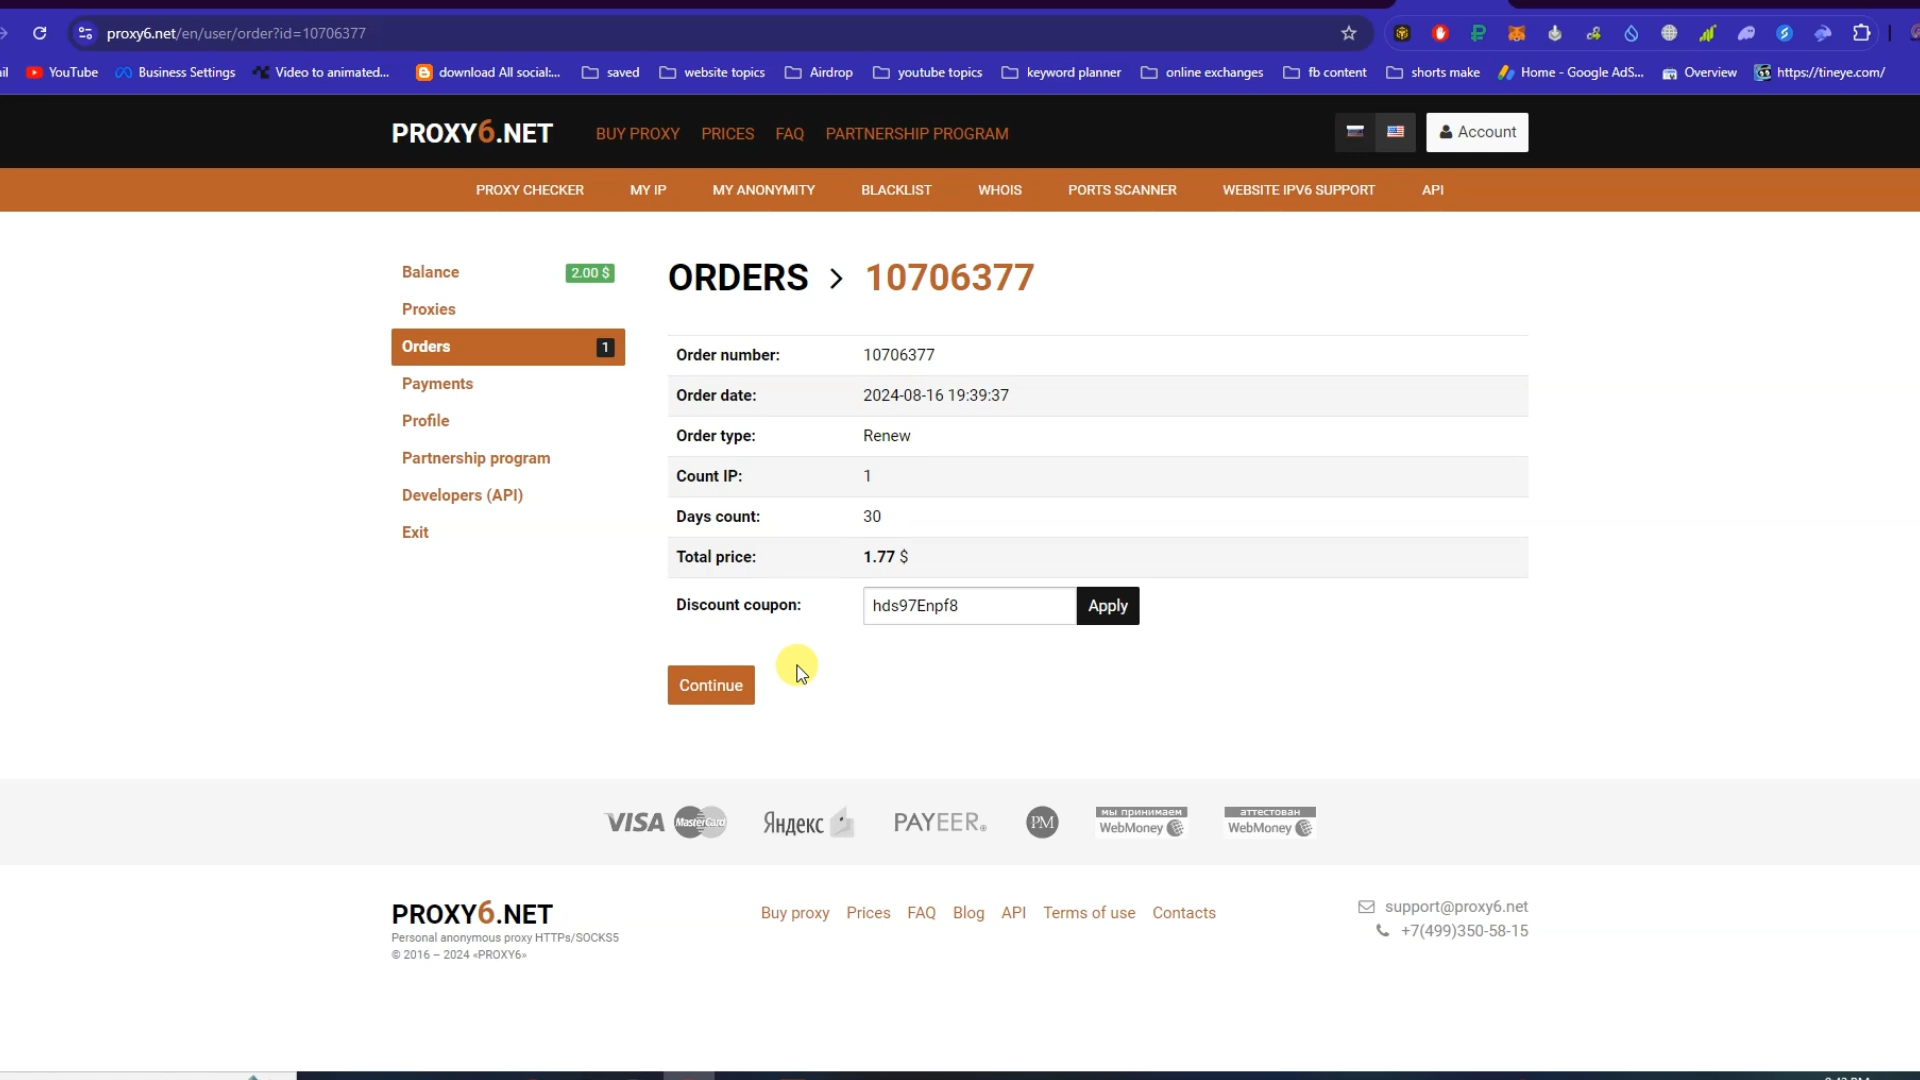 proxy6.net/en/user/order?id=10706377
YouTube
Business Settings
Video to animated...
download All social:...
saved
website topics
Airdrop
youtube topics
keyword planner
online exchanges
fb content
shorts make
Home - Google AdS...
Overview
https://tineye.com/
PROXY6.NET
BUY PROXY
PRICES
FAQ
PARTNERSHIP PROGRAM
Account
PROXY CHECKER
MY IP
MY ANONYMITY
BLACKLIST
WHOIS
PORTS SCANNER
WEBSITE IPV6 SUPPORT
API
Balance
2.00 $
Proxies
Orders
1
Payments
Profile
Partnership program
Developers (API)
Exit
ORDERS > 10706377
Order number: 10706377
Order date: 2024-08-16 19:39:37
Order type: Renew
Count IP: 1
Days count: 30
Total price: 1.77 $
Discount coupon: hds97Enpf8 Apply
Continue
VISA
MasterCard
Яндекс
PAYEER
PM
мы принимаем
WebMoney
аттестован
WebMoney
PROXY6.NET
Personal anonymous proxy HTTPs/SOCKS5
© 2016 – 2024 «PROXY6»
Buy proxy
Prices
FAQ
Blog
API
Terms of use
Contacts
support@proxy6.net
+7(499)350-58-15